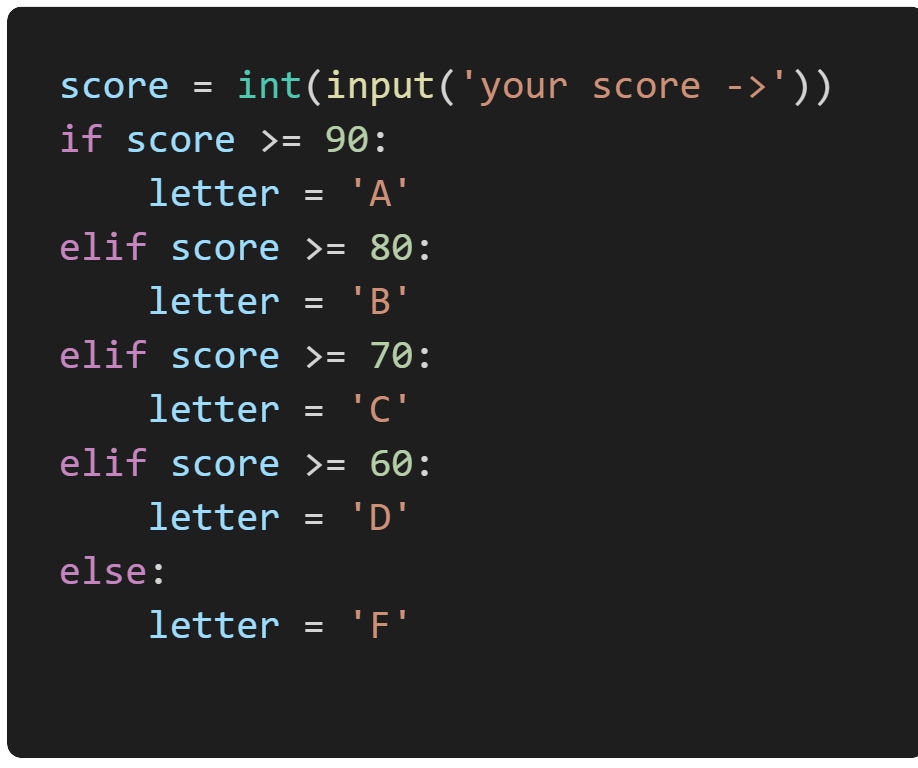 score = int(input('your score ->'))
if score >= 90:
    letter = 'A'
elif score >= 80:
    letter = 'B'
elif score >= 70:
    letter = 'C'
elif score >= 60:
    letter = 'D'
else:
    letter = 'F'